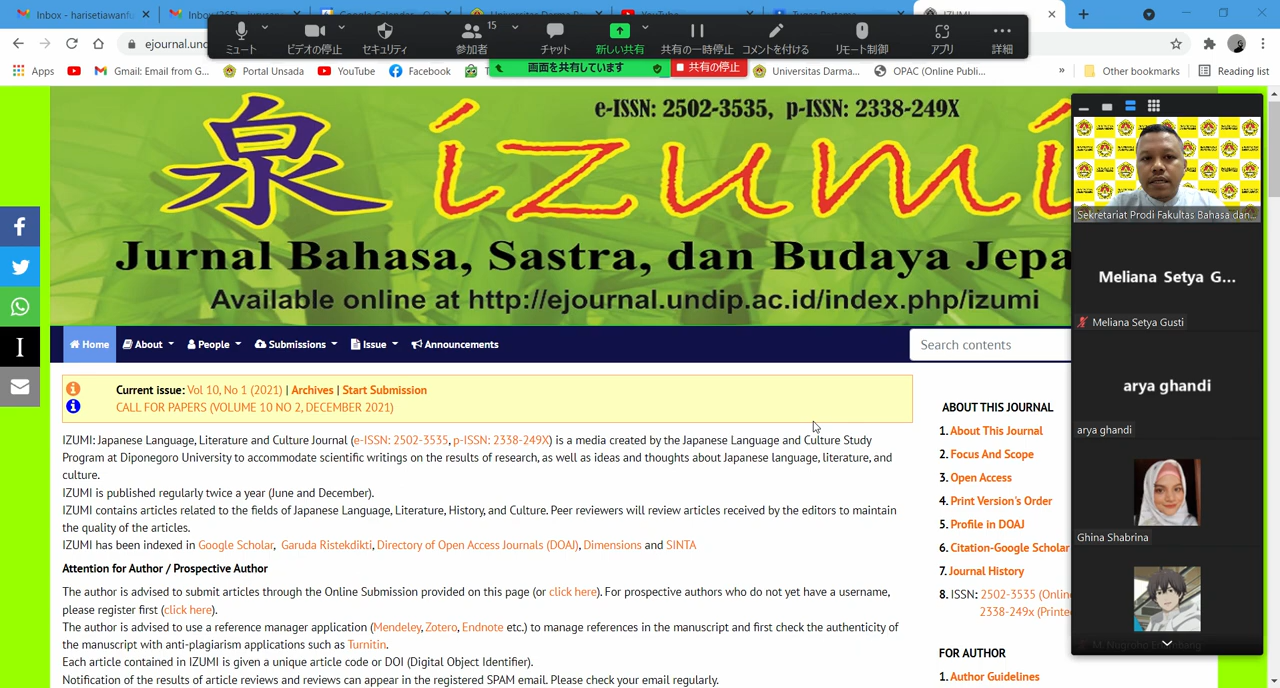 Inbox - harisetiawanfu
Google Calendar
YouTube
IZUMI
ejournal.unc
ミュート
ビデオの停止
セキュリティ
参加者
15
チャット
新しい共有
共有の一時停止
コメントを付ける
リモート制御
アプリ
詳細
画面を共有しています
共有の停止
Apps
Gmail: Email from G...
Portal Unsada
YouTube
Facebook
Universitas Darma...
OPAC (Online Publi...
»
Other bookmarks
Reading list
e-ISSN: 2502-3535, p-ISSN: 2338-249X
泉 izumi
Jurnal Bahasa, Sastra, dan Budaya Jepa
Available online at http://ejournal.undip.ac.id/index.php/izumi
Home About People Submissions Issue Announcements
Search contents
Current issue: Vol 10, No 1 (2021) | Archives | Start Submission
CALL FOR PAPERS (VOLUME 10 NO 2, DECEMBER 2021)
IZUMI: Japanese Language, Literature and Culture Journal (e-ISSN: 2502-3535, p-ISSN: 2338-249X) is a media created by the Japanese Language and Culture Study
Program at Diponegoro University to accommodate scientific writings on the results of research, as well as ideas and thoughts about Japanese language, literature, and
culture.
IZUMI is published regularly twice a year (June and December).
IZUMI contains articles related to the fields of Japanese Language, Literature, History, and Culture. Peer reviewers will review articles received by the editors to maintain
the quality of the articles.
IZUMI has been indexed in Google Scholar, Garuda Ristekdikti, Directory of Open Access Journals (DOAJ), Dimensions and SINTA
Attention for Author / Prospective Author
The author is advised to submit articles through the Online Submission provided on this page (or click here). For prospective authors who do not yet have a username,
please register first (click here).
The author is advised to use a reference manager application (Mendeley, Zotero, Endnote etc.) to manage references in the manuscript and first check the authenticity of
the manuscript with anti-plagiarism applications such as Turnitin.
Each article contained in IZUMI is given a unique article code or DOI (Digital Object Identifier).
Notification of the results of article reviews and reviews can appear in the registered SPAM email. Please check your email regularly.
ABOUT THIS JOURNAL
1. About This Journal
2. Focus And Scope
3. Open Access
4. Print Version's Order
5. Profile in DOAJ
6. Citation-Google Scholar
7. Journal History
8. ISSN: 2502-3535 (Onlin
2338-249x (Printe
FOR AUTHOR
1. Author Guidelines
Sekretariat Prodi Fakultas Bahasa dan...
Meliana Setya G...
Meliana Setya Gusti
arya ghandi
arya ghandi
Ghina Shabrina